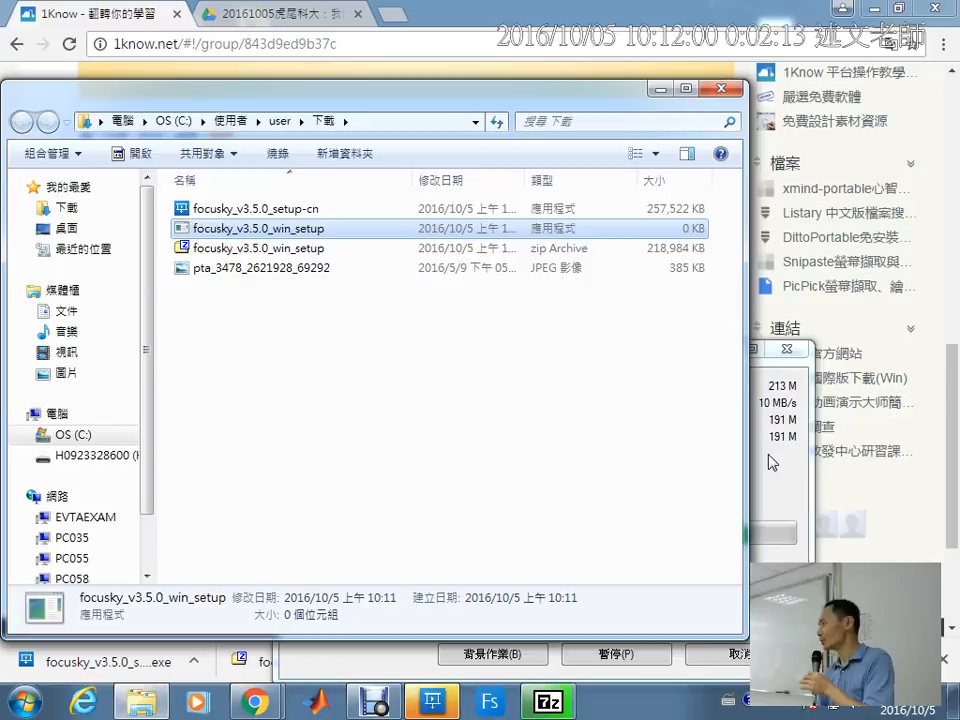 1Know - 翻轉你的學習
20161005虎尾科大：我
1know.net/#!/group/843d9ed9b37c
2016/10/05 10:12:00 0:02:13 述文老師
電腦 OS (C:) 使用者 user 下載
搜尋 下載
組合管理 開啟 共用對象 燒錄 新增資料夾
名稱 修改日期 類型 大小
focusky_v3.5.0_setup-cn 2016/10/5 上午 1... 應用程式 257,522 KB
focusky_v3.5.0_win_setup 2016/10/5 上午 1... 應用程式 0 KB
focusky_v3.5.0_win_setup 2016/10/5 上午 1... zip Archive 218,984 KB
pta_3478_2621928_69292 2016/5/9 下午 05... JPEG 影像 385 KB
我的最愛
下載
桌面
最近的位置
媒體櫃
文件
音樂
視訊
圖片
電腦
OS (C:)
H0923328600 (
網路
EVTAEXAM
PC035
PC055
PC058
focusky_v3.5.0_win_setup 修改日期: 2016/10/5 上午 10:11 建立日期: 2016/10/5 上午 10:11
應用程式 大小: 0 個位元組
1Know 平台操作教學...
嚴選免費軟體
免費設計素材資源
檔案
xmind-portable心智...
Listary 中文版檔案搜...
DittoPortable免安裝...
Snipaste螢幕擷取與...
PicPick螢幕擷取、繪...
連結
官方網站
國際版下載(Win)
動画演示大师簡...
調查
教發中心研習課...
213 M
10 MB/s
191 M
191 M
背景作業(B) 暫停(P) 取消
focusky_v3.5.0_s....exe
fo
Fs
7z
2016/10/5